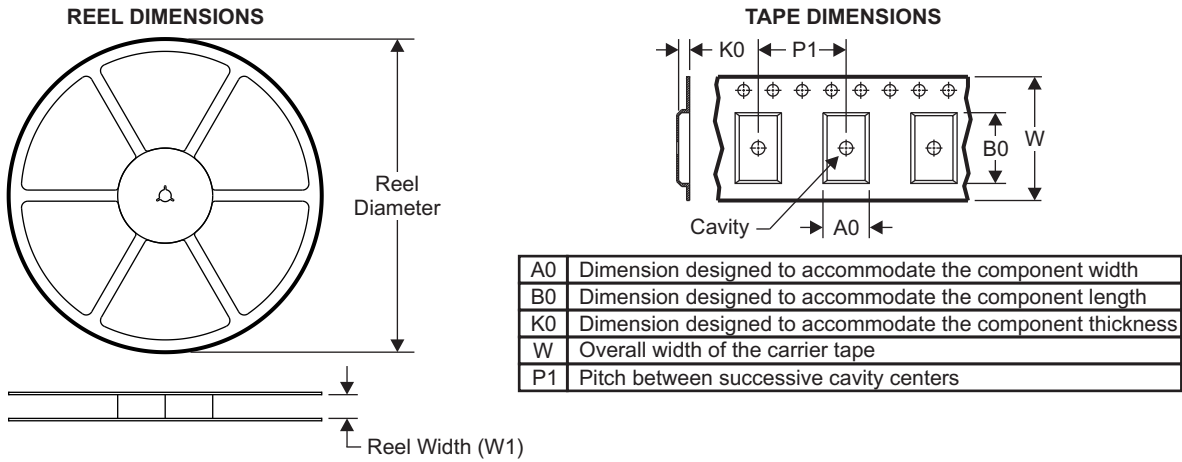 REEL DIMENSIONS
Reel
Diameter
Reel Width (W1)
TAPE DIMENSIONS
K0
P1
B0
W
Cavity
A0
A0 Dimension designed to accommodate the component width
B0 Dimension designed to accommodate the component length
K0 Dimension designed to accommodate the component thickness
W Overall width of the carrier tape
P1 Pitch between successive cavity centers